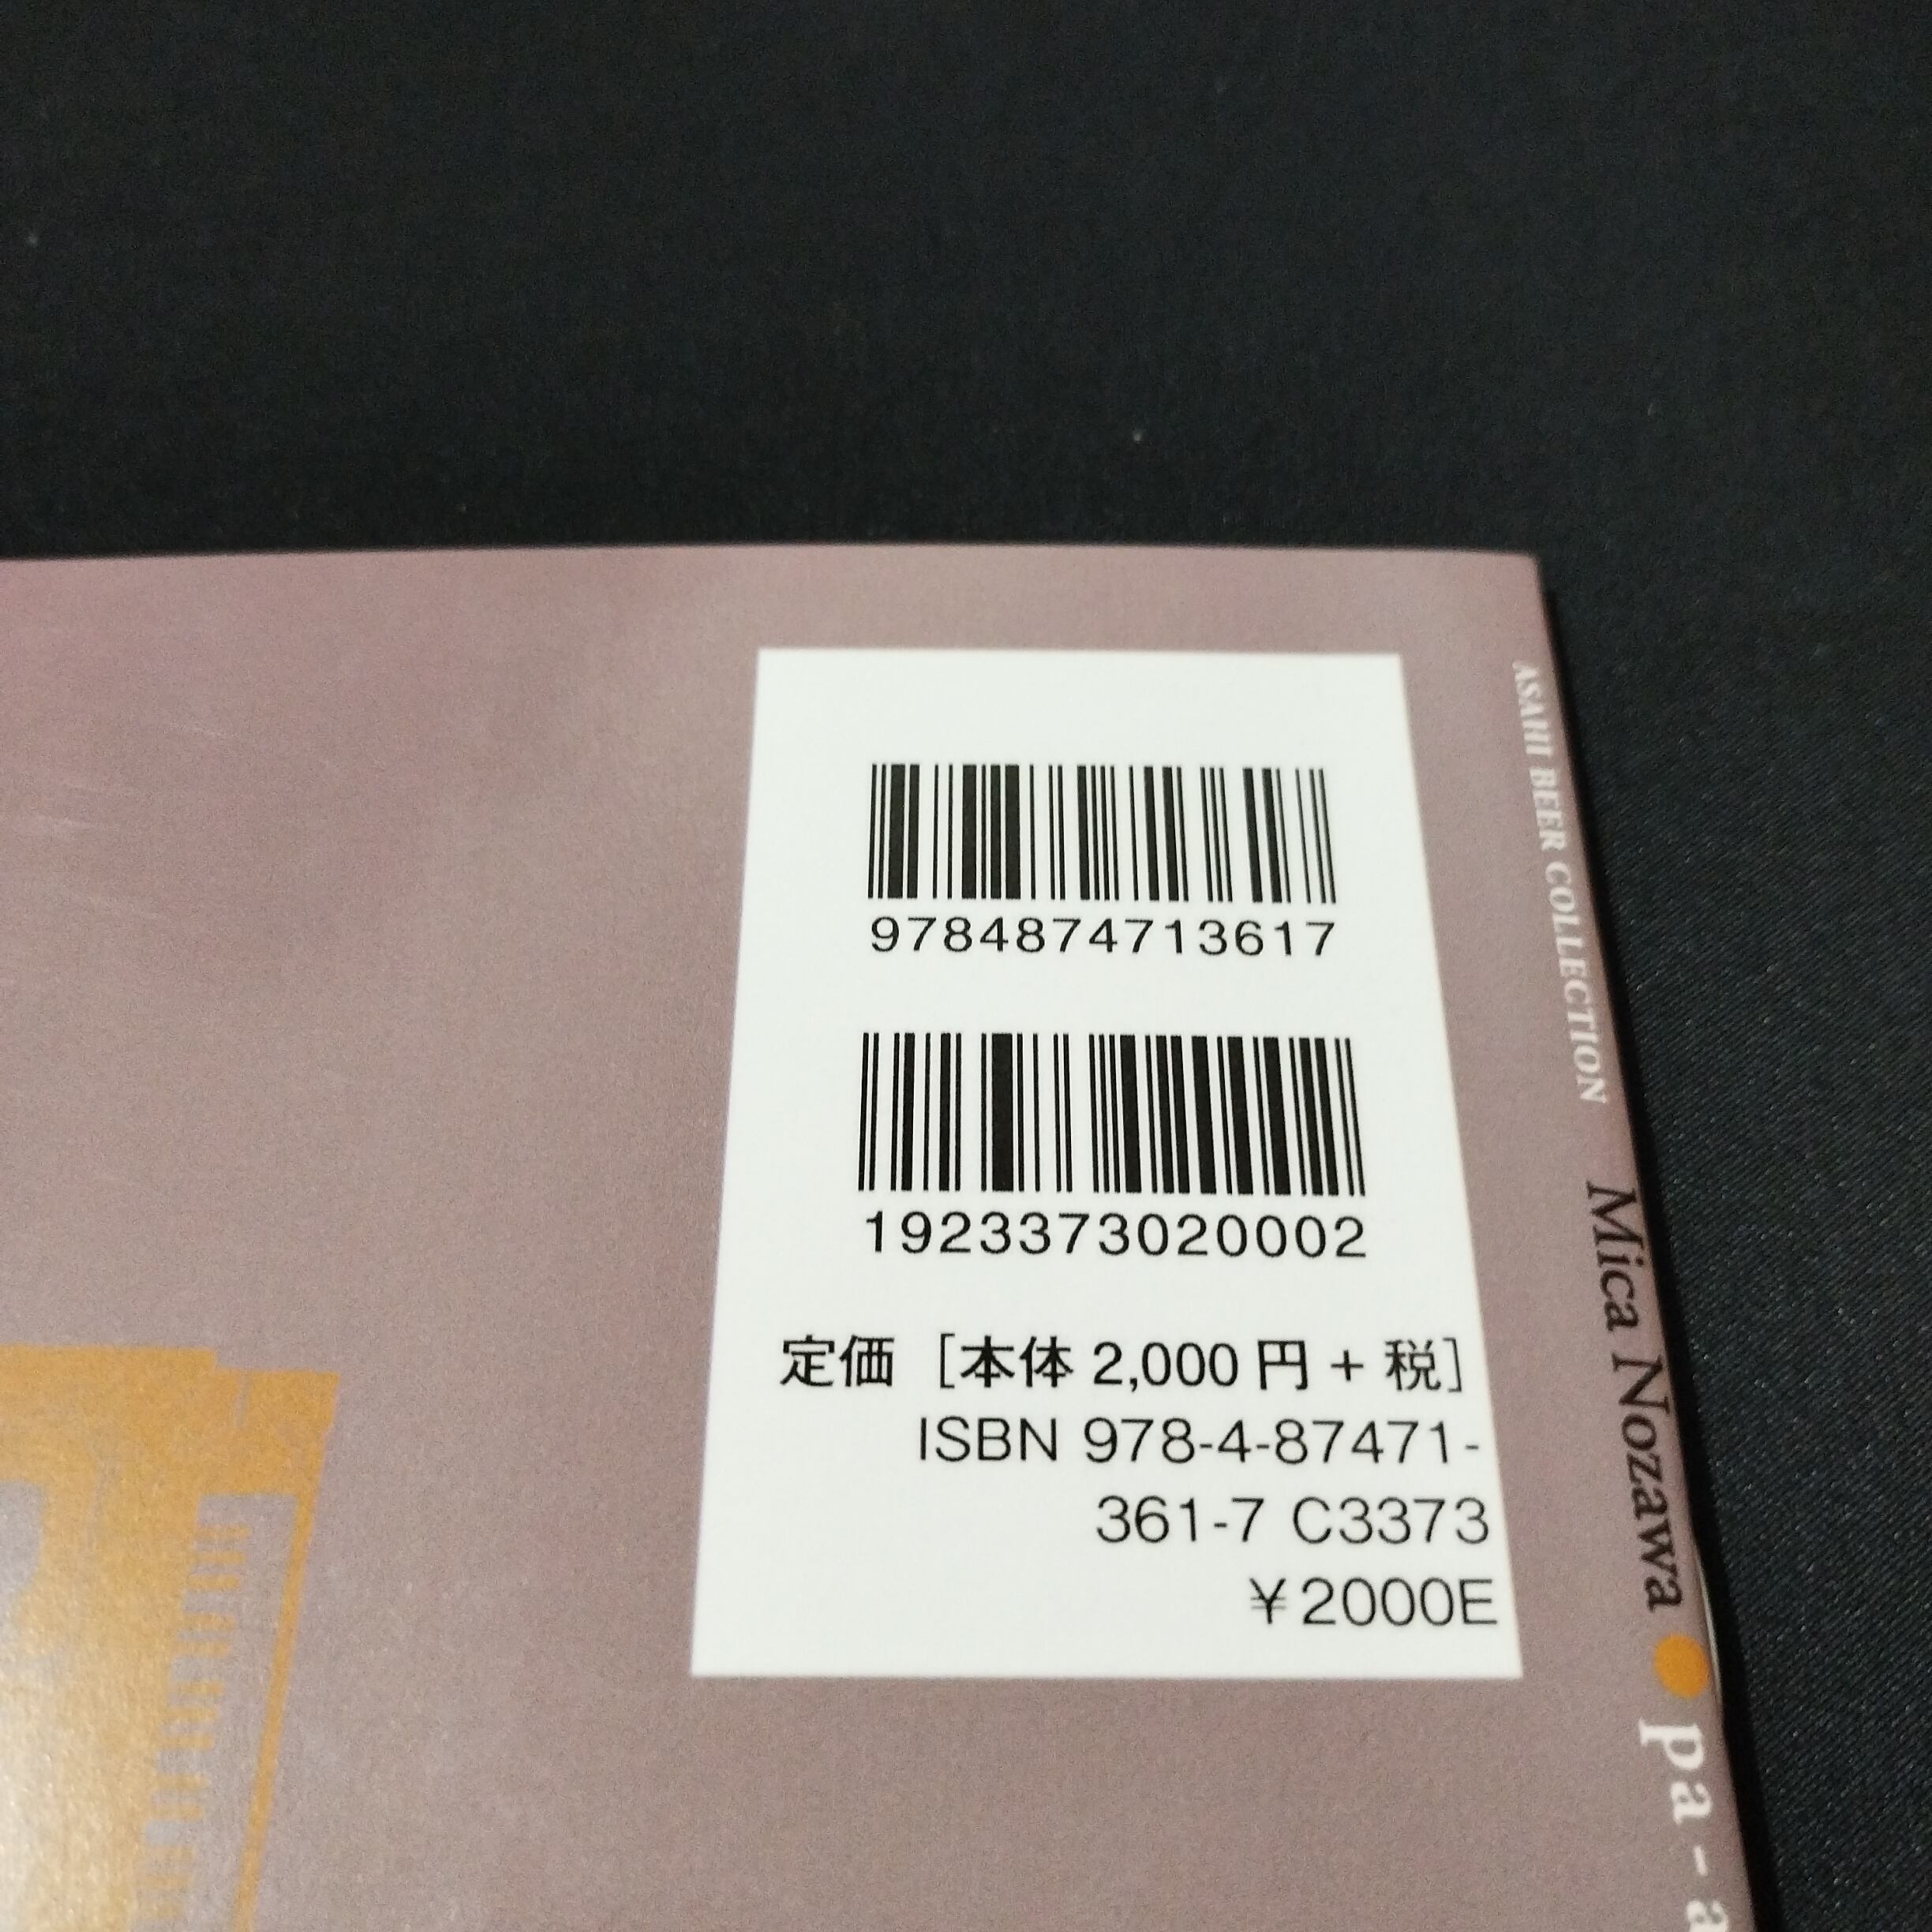 9784874713617
1923373020002
定価［本体 2,000 円 + 税］
ISBN 978-4-87471-
361-7 C3373
¥2000E
ASAHI BEER COLLECTION Mica Nozawa ● pa-a